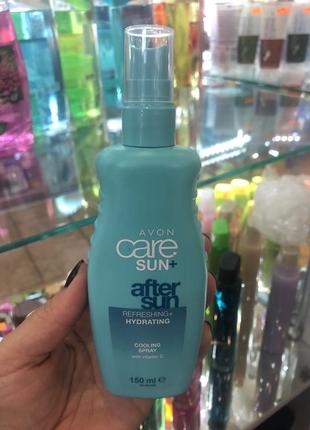 AVON
care
SUN+
after
sun
REFRESHING+
HYDRATING
COOLING
SPRAY
with vitamin E
150 ml e